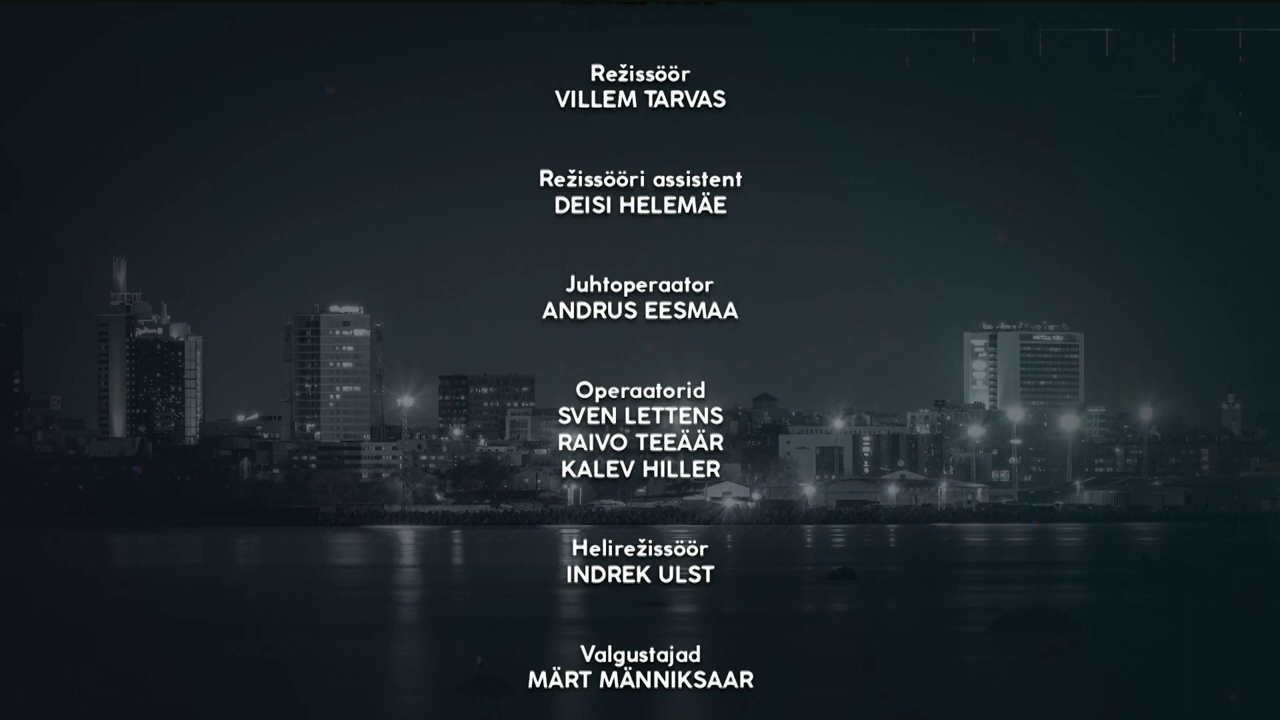 Režissöör
VILLEM TARVAS
Režissööri assistent
DEISI HELEMÄE
Juhtoperaator
ANDRUS EESMAA
Operaatorid
SVEN LETTENS
RAIVO TEEÄÄR
KALEV HILLER
Helirežissöör
INDREK ULST
Valgustajad
MÄRT MÄNNIKSAAR